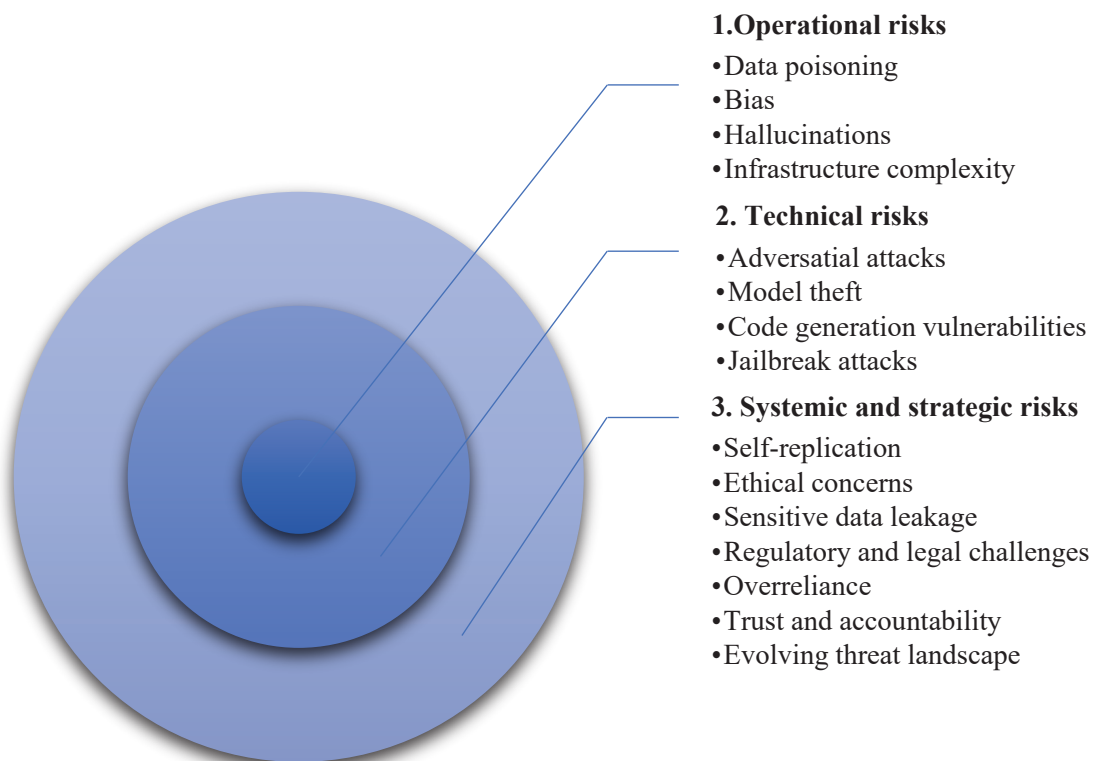 1.Operational risks
•Data poisoning
•Bias
•Hallucinations
•Infrastructure complexity
2. Technical risks
•Adversatial attacks
•Model theft
•Code generation vulnerabilities
•Jailbreak attacks
3. Systemic and strategic risks
•Self-replication
•Ethical concerns
•Sensitive data leakage
•Regulatory and legal challenges
•Overreliance
•Trust and accountability
•Evolving threat landscape